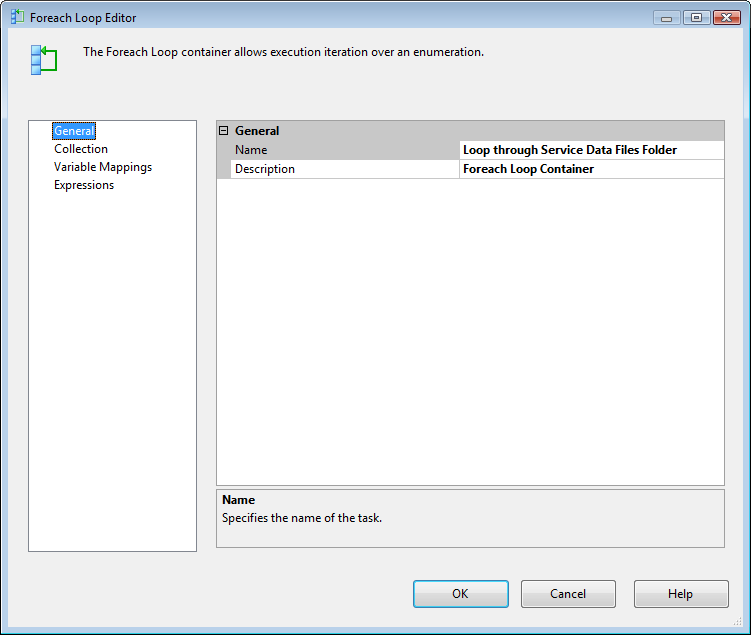 Foreach Loop Editor
The Foreach Loop container allows execution iteration over an enumeration.
General
Collection
Variable Mappings
Expressions
General
Name Loop through Service Data Files Folder
Description Foreach Loop Container
Name
Specifies the name of the task.
OK Cancel Help